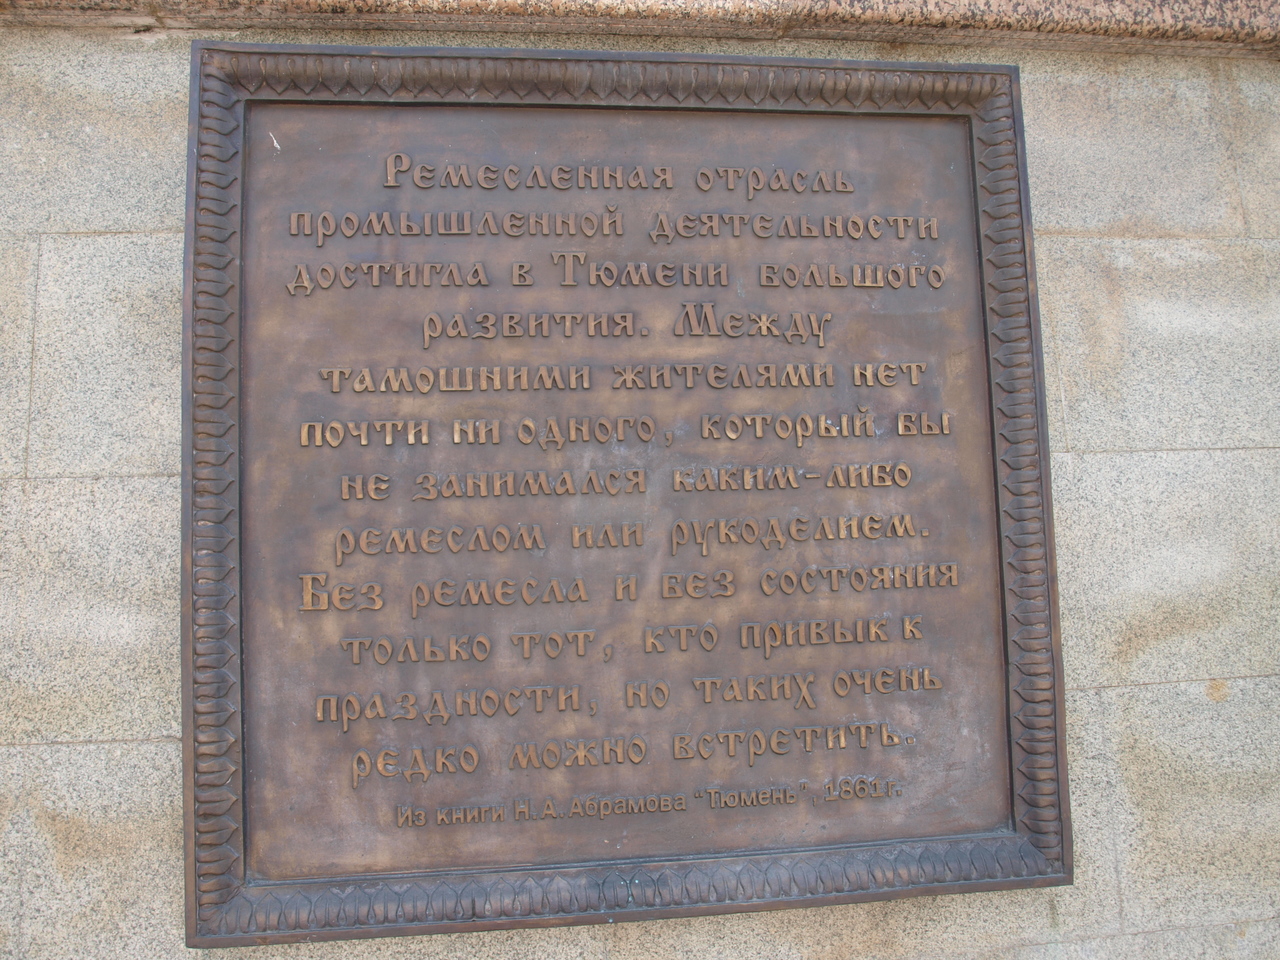 Ремесленная отрасль
промышленной деятельности
достигла в Тюмени большого
развития. Между
тамошними жителями нет
почти ни одного, который бы
не занимался каким-либо
ремеслом или рукоделием.
Без ремесла и без состояния
только тот, кто привык к
праздности, но таких очень
редко можно встретить.
Из книги Н.А.Абрамова "Тюмень", 1861г.